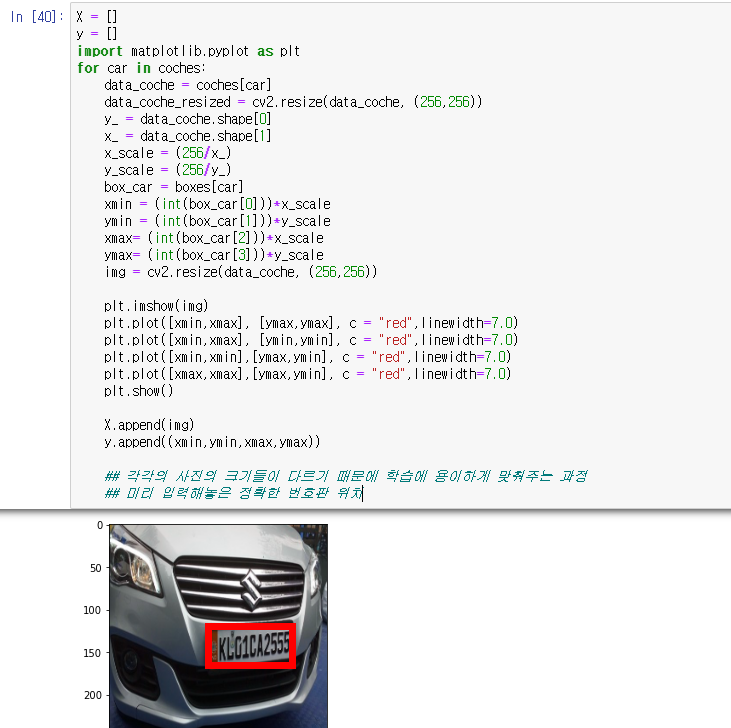 In [40]:
X = []
y = []
import matplotlib.pyplot as plt
for car in coches:
    data_coche = coches[car]
    data_coche_resized = cv2.resize(data_coche, (256,256))
    y_ = data_coche.shape[0]
    x_ = data_coche.shape[1]
    x_scale = (256/x_)
    y_scale = (256/y_)
    box_car = boxes[car]
    xmin = (int(box_car[0]))*x_scale
    ymin = (int(box_car[1]))*y_scale
    xmax= (int(box_car[2]))*x_scale
    ymax= (int(box_car[3]))*y_scale
    img = cv2.resize(data_coche, (256,256))
    plt.imshow(img)
    plt.plot([xmin,xmax], [ymax,ymax], c = "red",linewidth=7.0)
    plt.plot([xmin,xmax], [ymin,ymin], c = "red",linewidth=7.0)
    plt.plot([xmin,xmin],[ymax,ymin], c = "red",linewidth=7.0)
    plt.plot([xmax,xmax],[ymax,ymin], c = "red",linewidth=7.0)
    plt.show()
    X.append(img)
    y.append((xmin,ymin,xmax,ymax))
    ## 각각의 사진의 크기들이 다르기 때문에 학습에 용이하게 맞춰주는 과정
    ## 미리 입력해놓은 정확한 번호판 위치
0
50
100
150
200
KL01CA2555